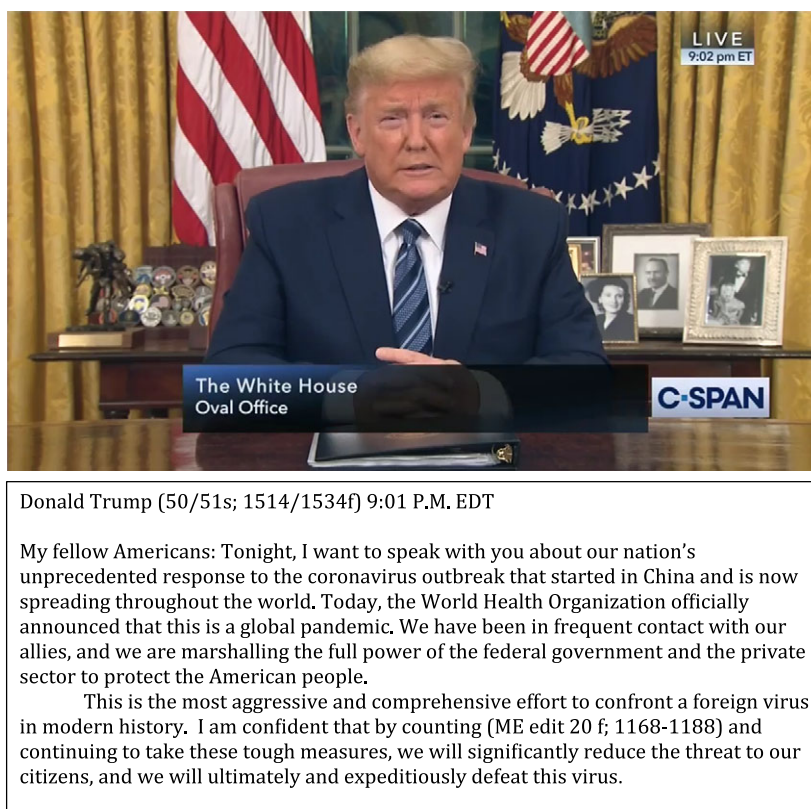 LIVE
9:02 pm ET
The White House
Oval Office
C-SPAN
Donald Trump (50/51s; 1514/1534f) 9:01 P.M. EDT
My fellow Americans: Tonight, I want to speak with you about our nation’s
unprecedented response to the coronavirus outbreak that started in China and is now
spreading throughout the world. Today, the World Health Organization officially
announced that this is a global pandemic. We have been in frequent contact with our
allies, and we are marshalling the full power of the federal government and the private
sector to protect the American people.
This is the most aggressive and comprehensive effort to confront a foreign virus
in modern history.  I am confident that by counting (ME edit 20 f; 1168-1188) and
continuing to take these tough measures, we will significantly reduce the threat to our
citizens, and we will ultimately and expeditiously defeat this virus.